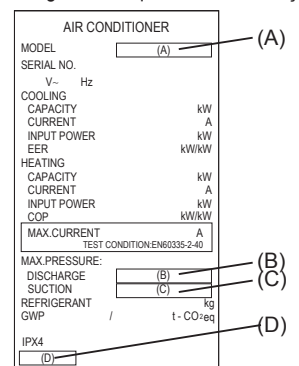 AIR CONDITIONER
MODEL (A) (A)
SERIAL NO.
V~ Hz
COOLING
CAPACITY kW
CURRENT A
INPUT POWER kW
EER kW/kW
HEATING
CAPACITY kW
CURRENT A
INPUT POWER kW
COP kW/kW
MAX.CURRENT A
TEST CONDITION:EN60335-2-40
MAX.PRESSURE:
DISCHARGE (B) (B)
SUCTION (C) (C)
REFRIGERANT kg
GWP / t - CO2eq
IPX4 (D)
(D)